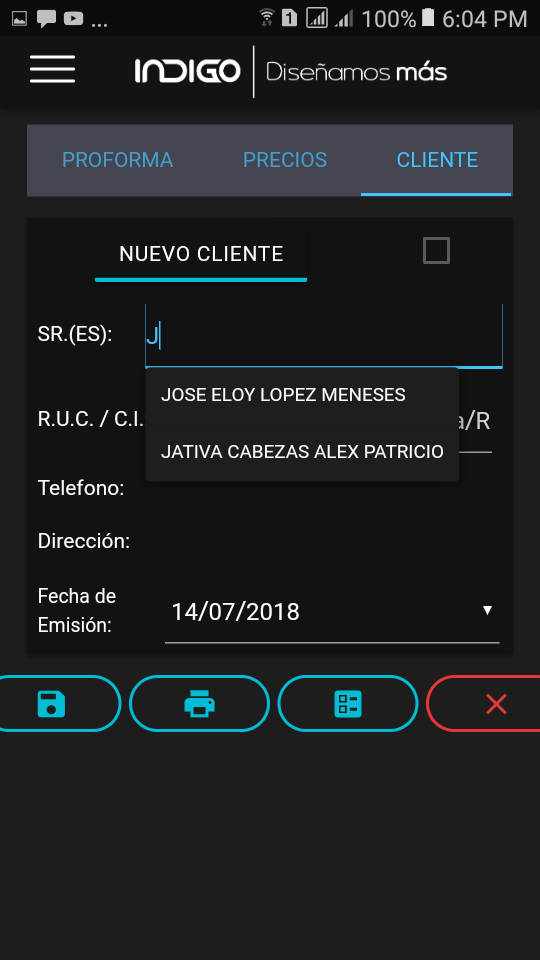 ... 1 100% 6:04 PM
INDIGO | Diseñamos más
PROFORMA PRECIOS CLIENTE
NUEVO CLIENTE
SR.(ES): J
JOSE ELOY LOPEZ MENESES
R.U.C. / C.I. a/R
JATIVA CABEZAS ALEX PATRICIO
Telefono:
Dirección:
Fecha de
Emisión: 14/07/2018